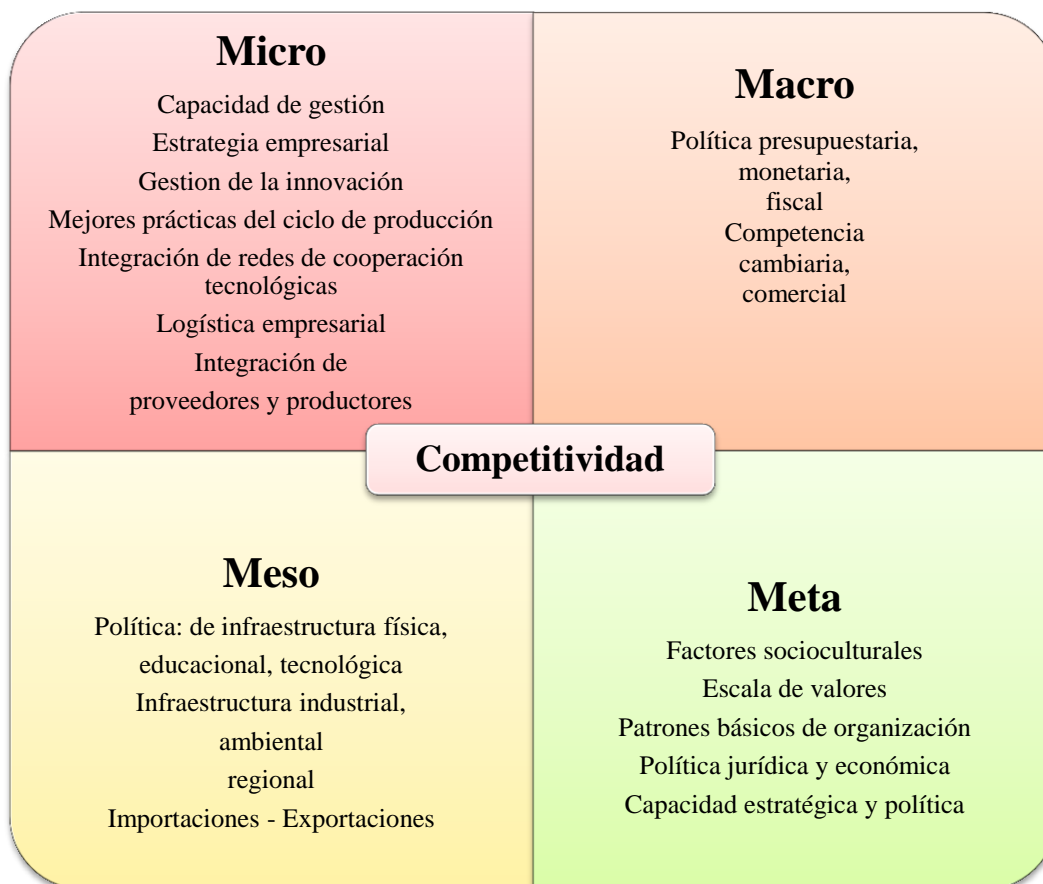 Micro
Capacidad de gestión
Estrategia empresarial
Gestion de la innovación
Mejores prácticas del ciclo de producción
Integración de redes de cooperación
tecnológicas
Logística empresarial
Integración de
proveedores y productores
Macro
Política presupuestaria,
monetaria,
fiscal
Competencia
cambiaria,
comercial
Competitividad
Meso
Política: de infraestructura física,
educacional, tecnológica
Infraestructura industrial,
ambiental
regional
Importaciones - Exportaciones
Meta
Factores socioculturales
Escala de valores
Patrones básicos de organización
Política jurídica y económica
Capacidad estratégica y política